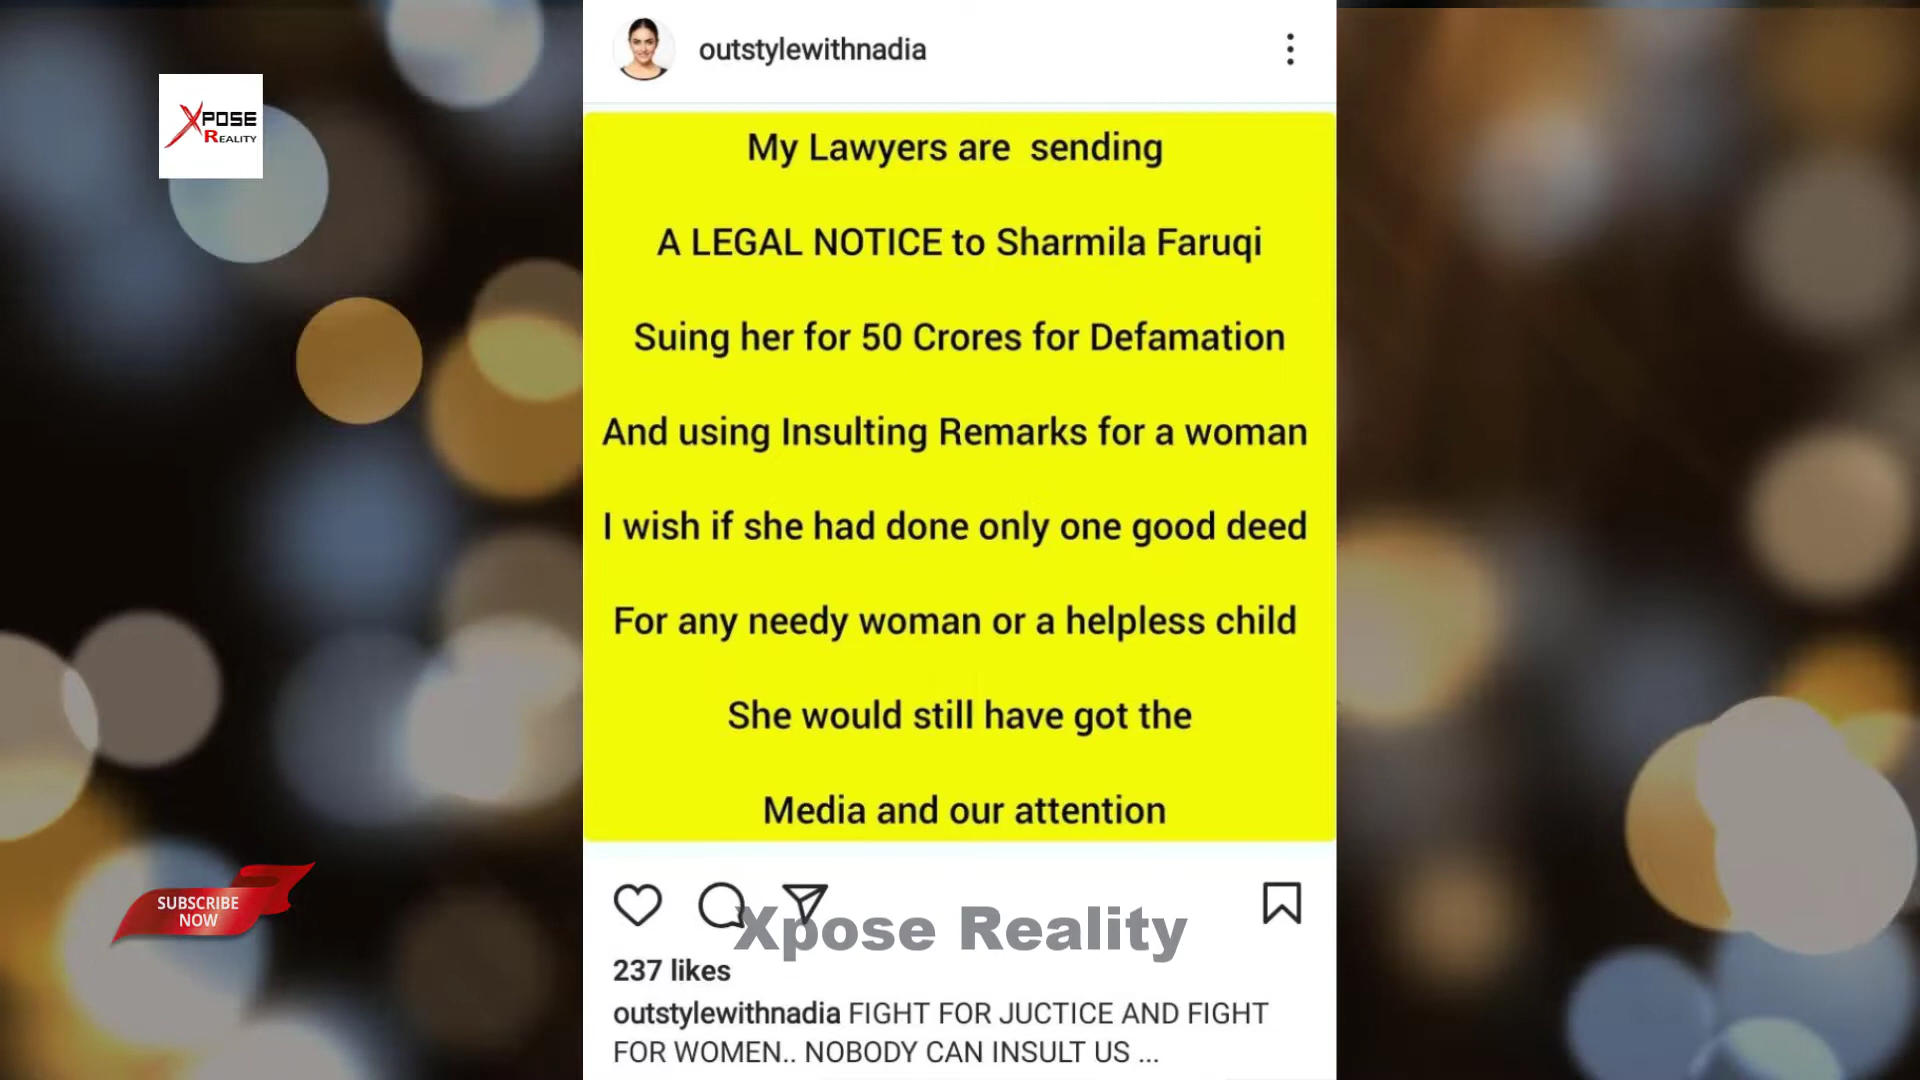 outstylewithnadia
XPOSE
REALITY
My Lawyers are sending
A LEGAL NOTICE to Sharmila Faruqi
Suing her for 50 Crores for Defamation
And using Insulting Remarks for a woman
I wish if she had done only one good deed
For any needy woman or a helpless child
She would still have got the
Media and our attention
SUBSCRIBE
NOW
Xpose Reality
237 likes
outstylewithnadia FIGHT FOR JUCTICE AND FIGHT
FOR WOMEN.. NOBODY CAN INSULT US ...